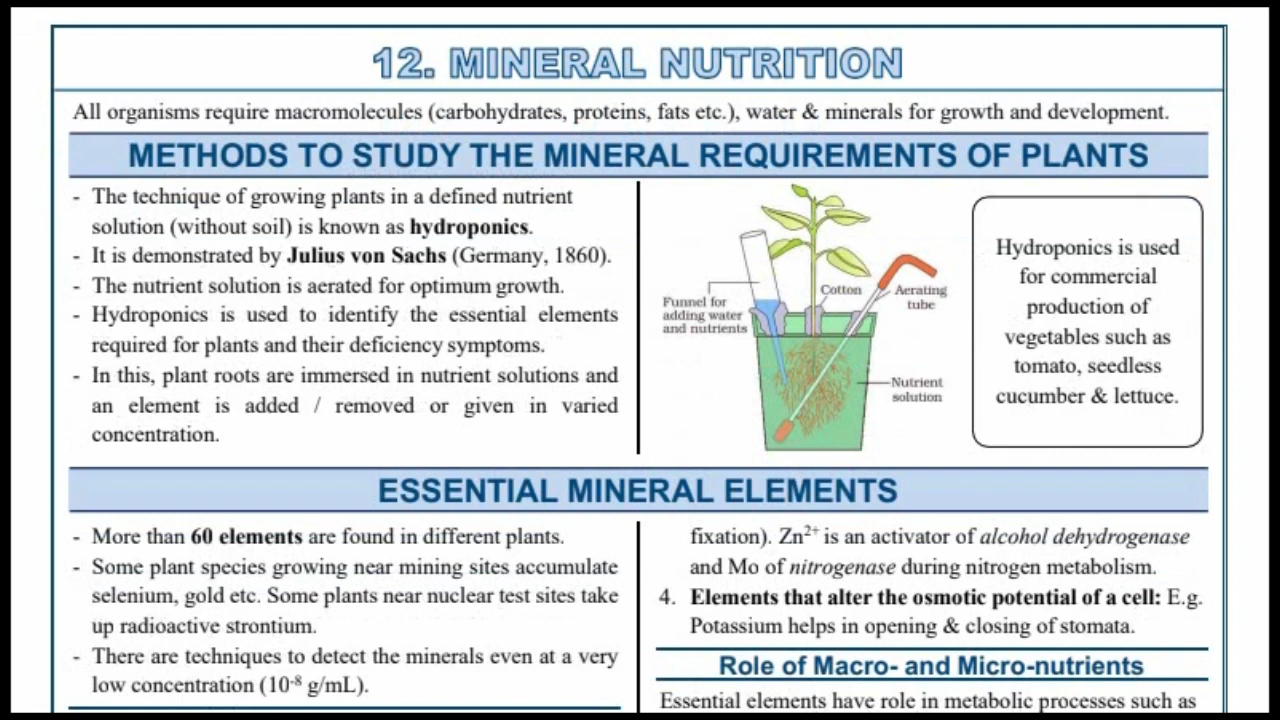 12. MINERAL NUTRITION
All organisms require macromolecules (carbohydrates, proteins, fats etc.), water & minerals for growth and development.
METHODS TO STUDY THE MINERAL REQUIREMENTS OF PLANTS
- The technique of growing plants in a defined nutrient
solution (without soil) is known as hydroponics.
- It is demonstrated by Julius von Sachs (Germany, 1860).
- The nutrient solution is aerated for optimum growth.
- Hydroponics is used to identify the essential elements
required for plants and their deficiency symptoms.
- In this, plant roots are immersed in nutrient solutions and
an element is added / removed or given in varied
concentration.
Funnel for
adding water
and nutrients
Cotton
Aerating
tube
Nutrient
solution
Hydroponics is used
for commercial
production of
vegetables such as
tomato, seedless
cucumber & lettuce.
ESSENTIAL MINERAL ELEMENTS
- More than 60 elements are found in different plants.
- Some plant species growing near mining sites accumulate
selenium, gold etc. Some plants near nuclear test sites take
up radioactive strontium.
- There are techniques to detect the minerals even at a very
low concentration (10⁻⁸ g/mL).
fixation). Zn²⁺ is an activator of alcohol dehydrogenase
and Mo of nitrogenase during nitrogen metabolism.
4. Elements that alter the osmotic potential of a cell: E.g.
Potassium helps in opening & closing of stomata.
Role of Macro- and Micro-nutrients
Essential elements have role in metabolic processes such as